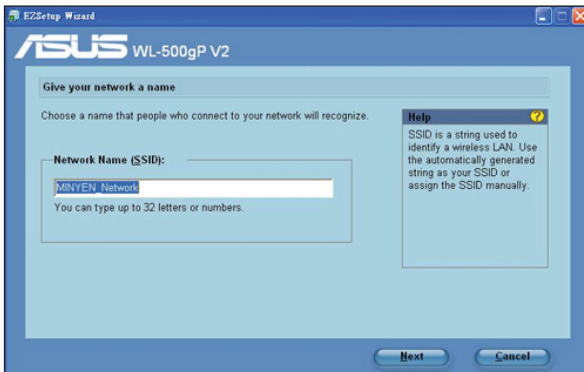 EZSetup Wizard
ASUS WL-500gP V2
Give your network a name
Choose a name that people who connect to your network will recognize.
Network Name (SSID):
MINYEN_Network
You can type up to 32 letters or numbers.
Help
?
SSID is a string used to
identify a wireless LAN. Use
the automatically generated
string as your SSID or
assign the SSID manually.
Next
Cancel